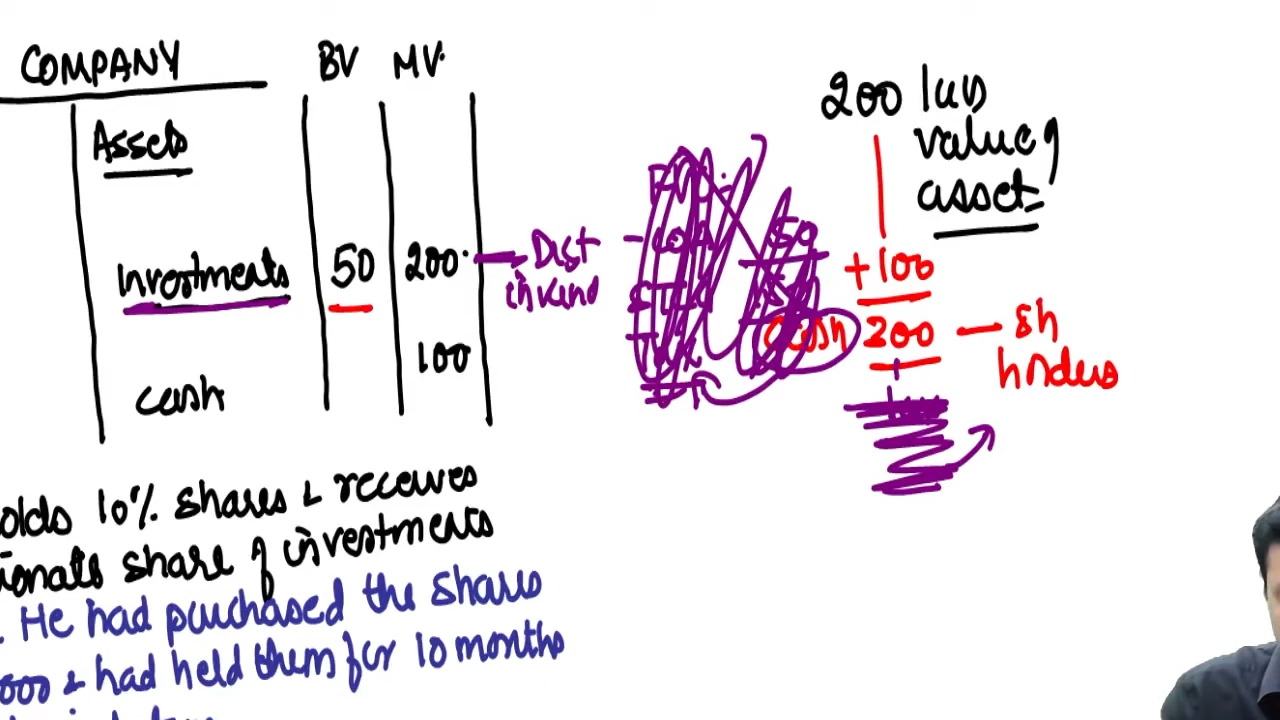 COMPANY BV MV
Assets
Investments 50 200 → Dist
in kind
100
cash
200
value of
asset
+100
cash 200 — sh
holders
olds 10% shares & receives
ionate share of investments
. He had purchased the shares
000 & had held them for 10 months